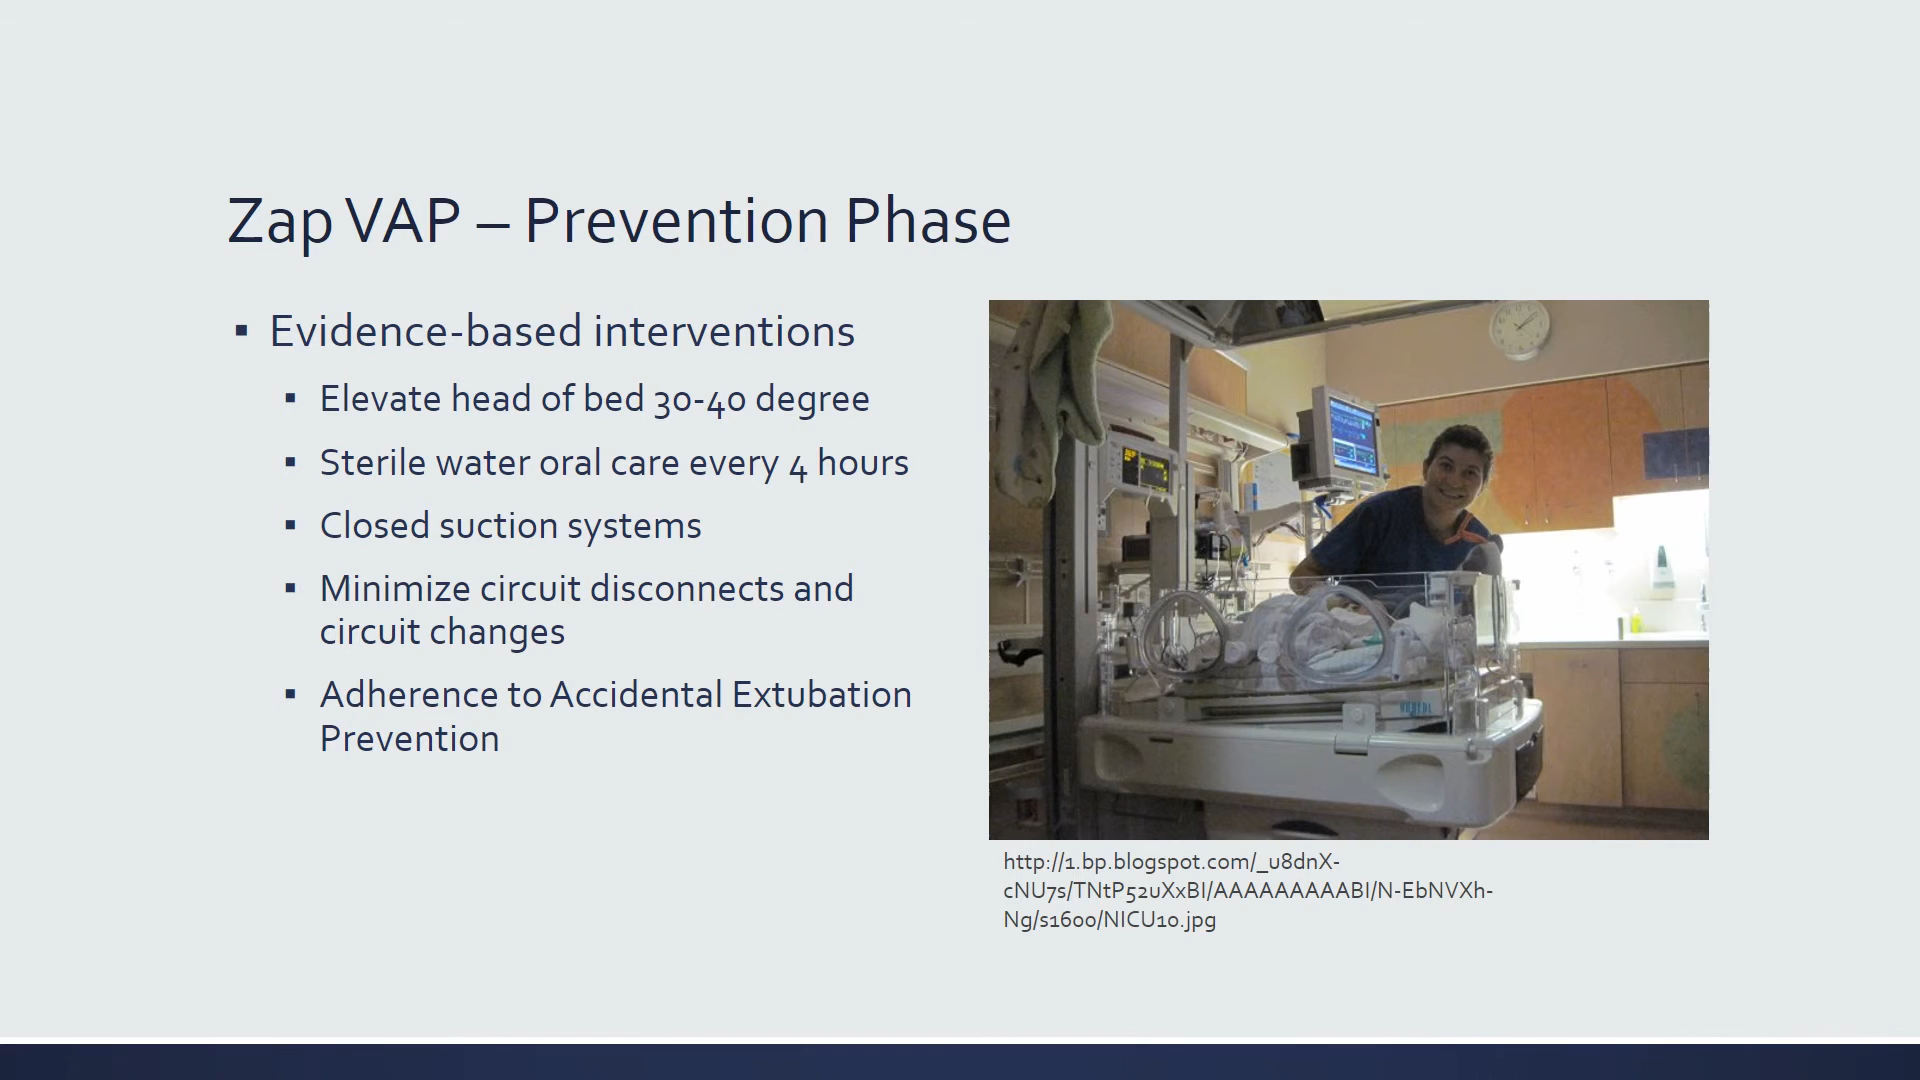 Zap VAP – Prevention Phase
▪ Evidence-based interventions
▪ Elevate head of bed 30-40 degree
▪ Sterile water oral care every 4 hours
▪ Closed suction systems
▪ Minimize circuit disconnects and
circuit changes
▪ Adherence to Accidental Extubation
Prevention
http://1.bp.blogspot.com/_u8dnX-
cNU7s/TNtP52uXxBI/AAAAAAAAABI/N-EbNVXh-
Ng/s1600/NICU10.jpg